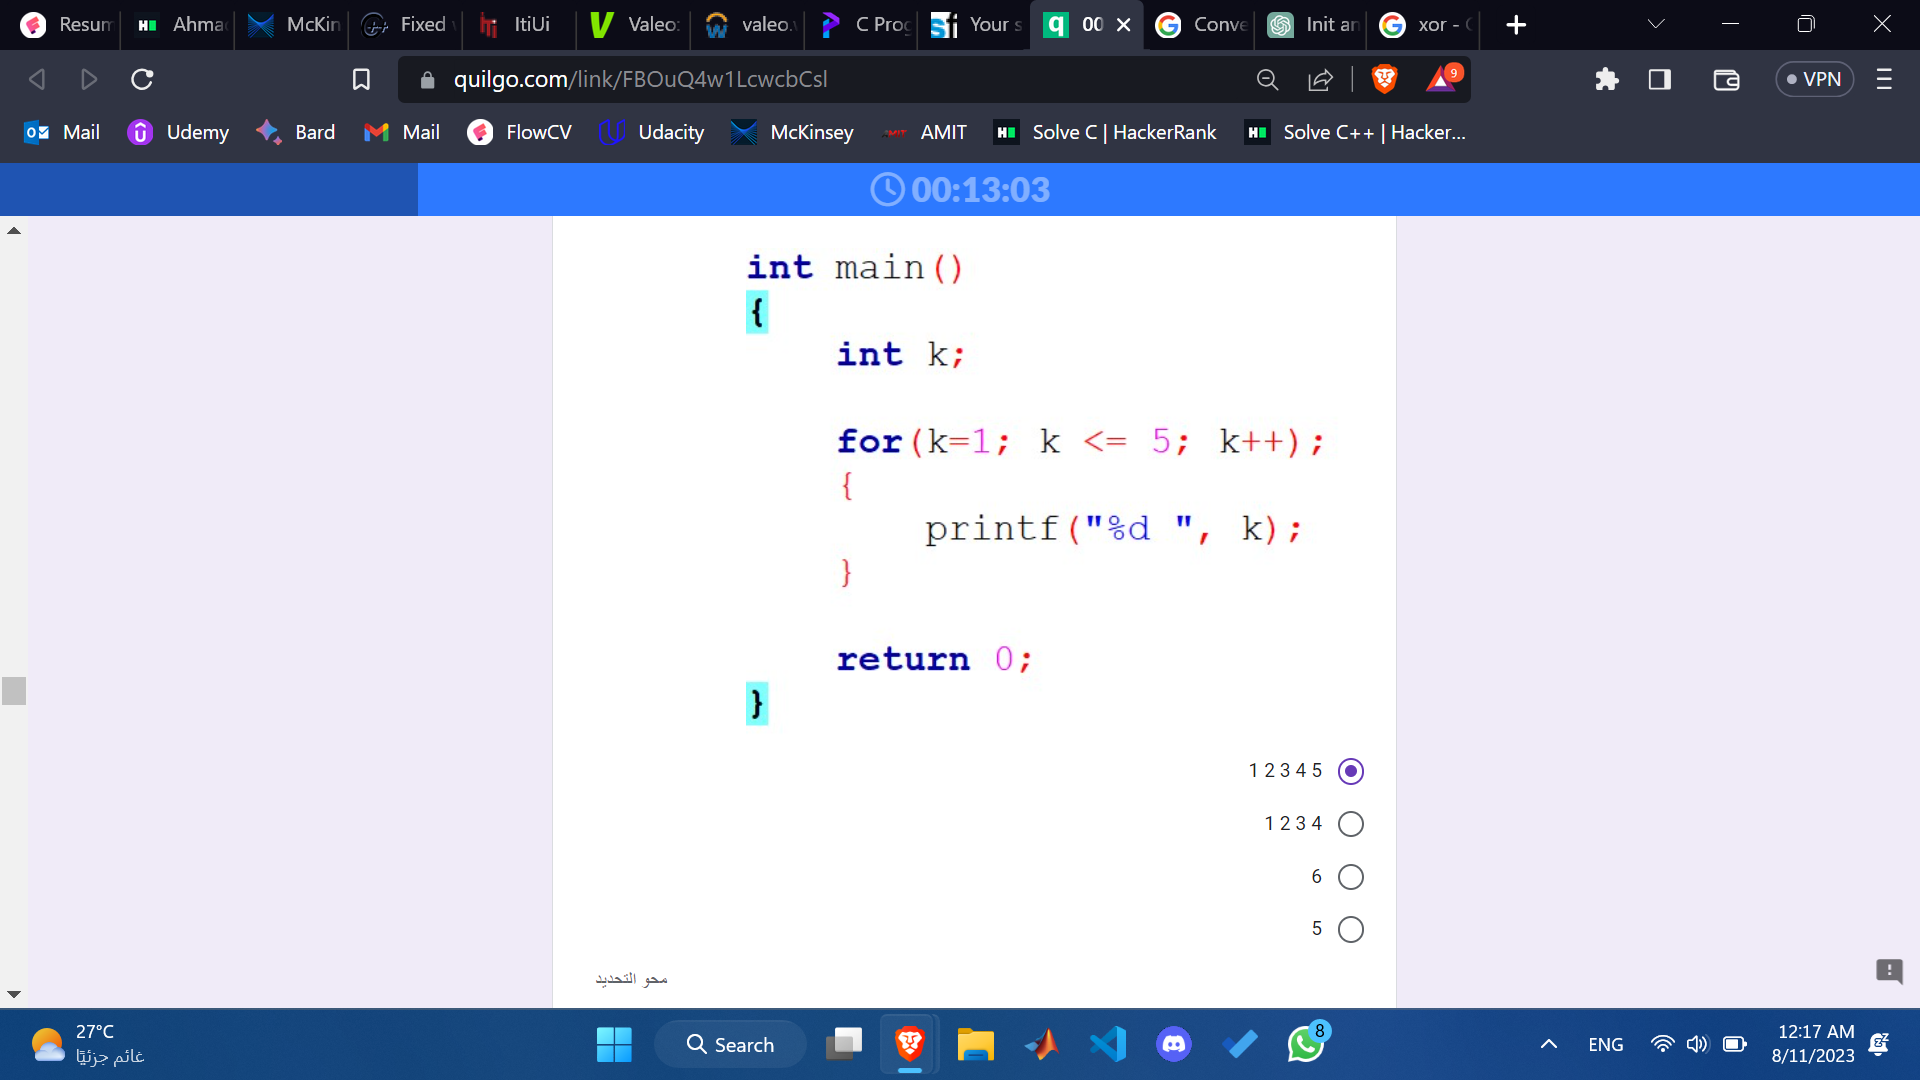 Resum
Ahmad
McKin
Fixed
ItiUi
Valeo:
valeo.
C Prog
Your s
00
Conve
Init an
xor -
quilgo.com/link/FBOuQ4w1LcwcbCsl
9
VPN
Mail
Udemy
Bard
Mail
FlowCV
Udacity
McKinsey
AMIT
Solve C | HackerRank
Solve C++ | Hacker...
00:13:03
int main()
{
int k;
for(k=1; k <= 5; k++);
{
printf("%d ", k);
}
return 0;
}
1 2 3 4 5
1 2 3 4
6
5
محو التحديد
27°C
غائم جزئيًا
Search
8
ENG
12:17 AM
8/11/2023